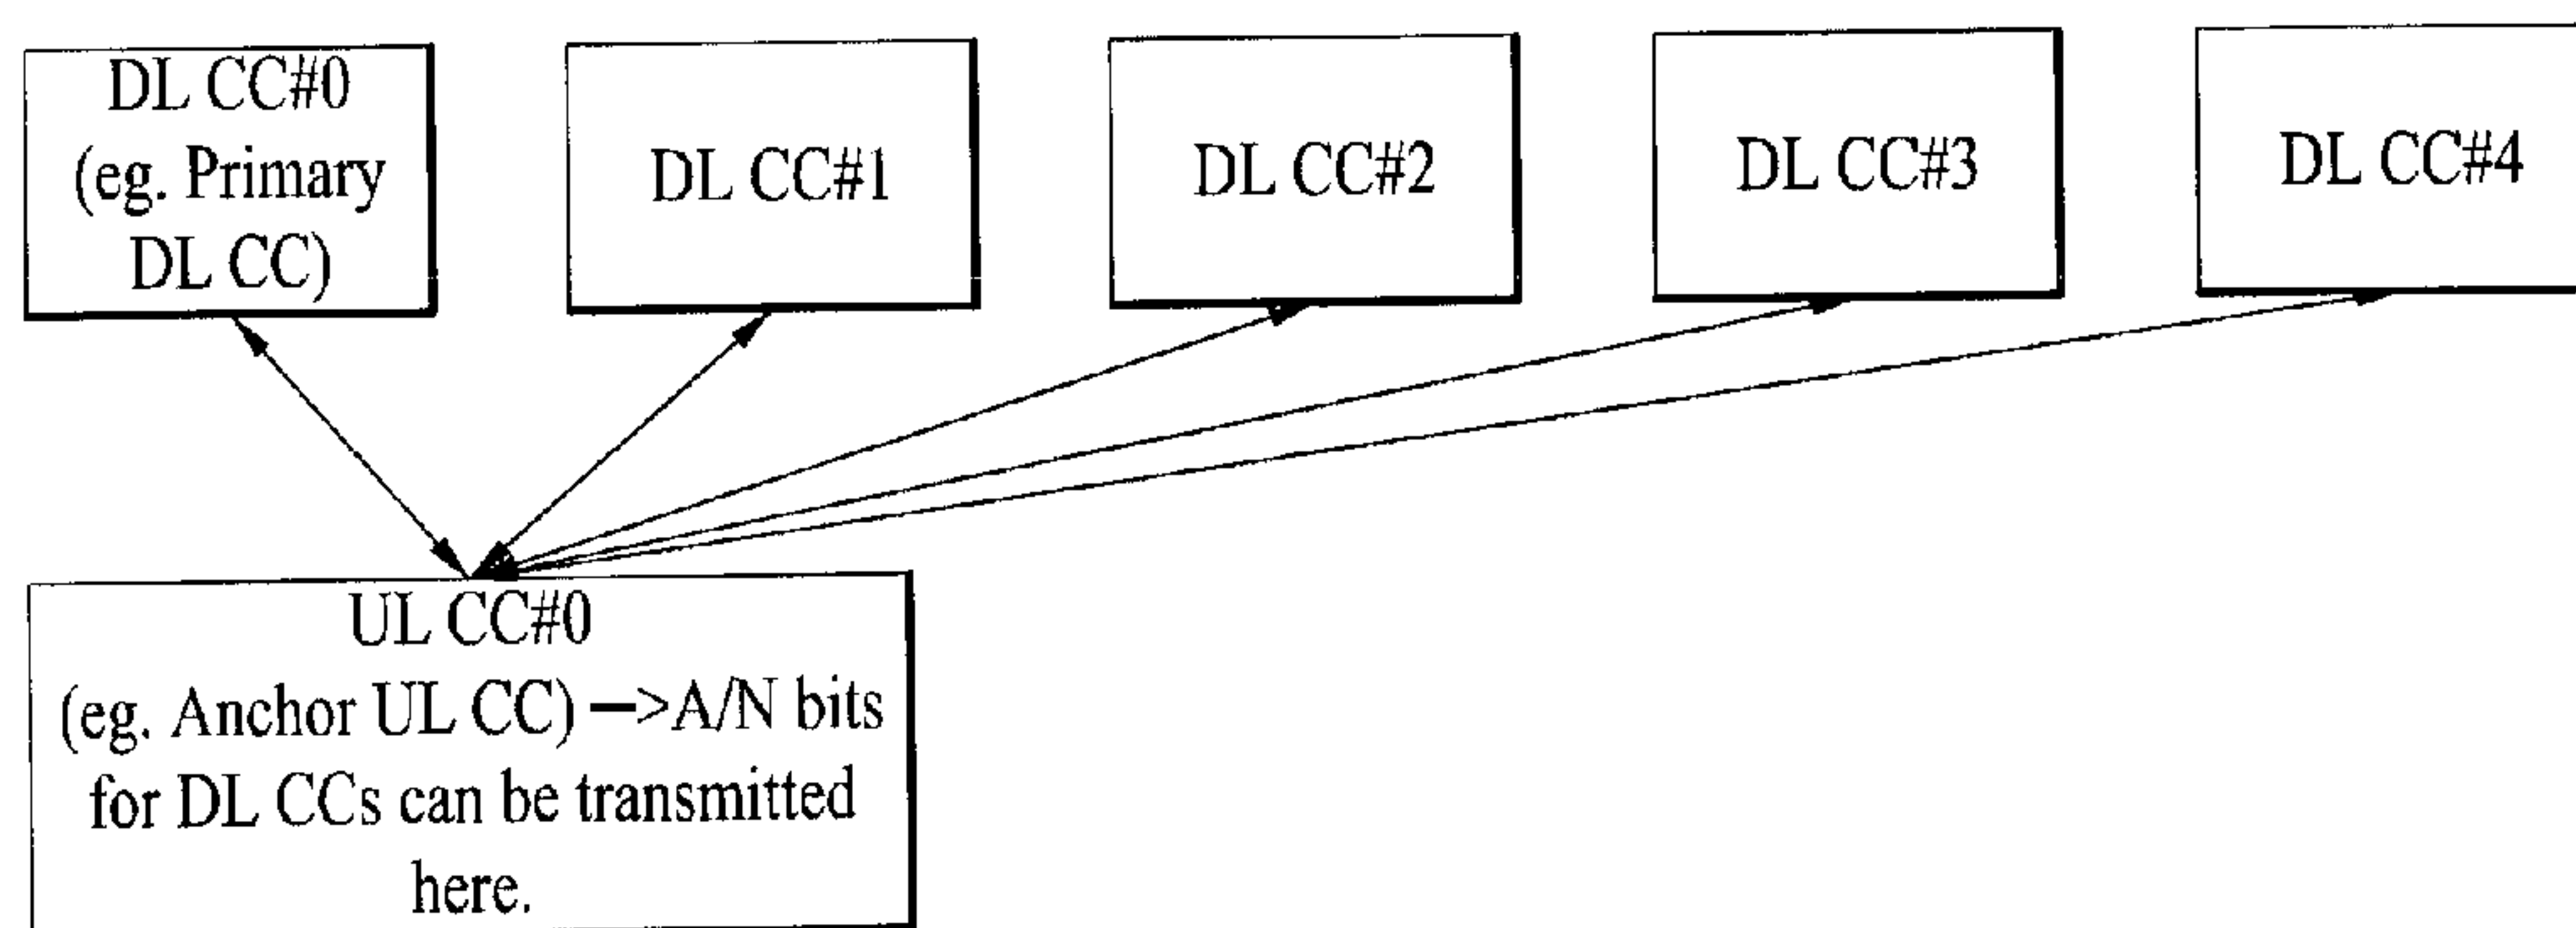 DL CC#0
(eg. Primary
DL CC)
DL CC#1
DL CC#2
DL CC#3
DL CC#4
UL CC#0
(eg. Anchor UL CC) —>A/N bits
for DL CCs can be transmitted
here.